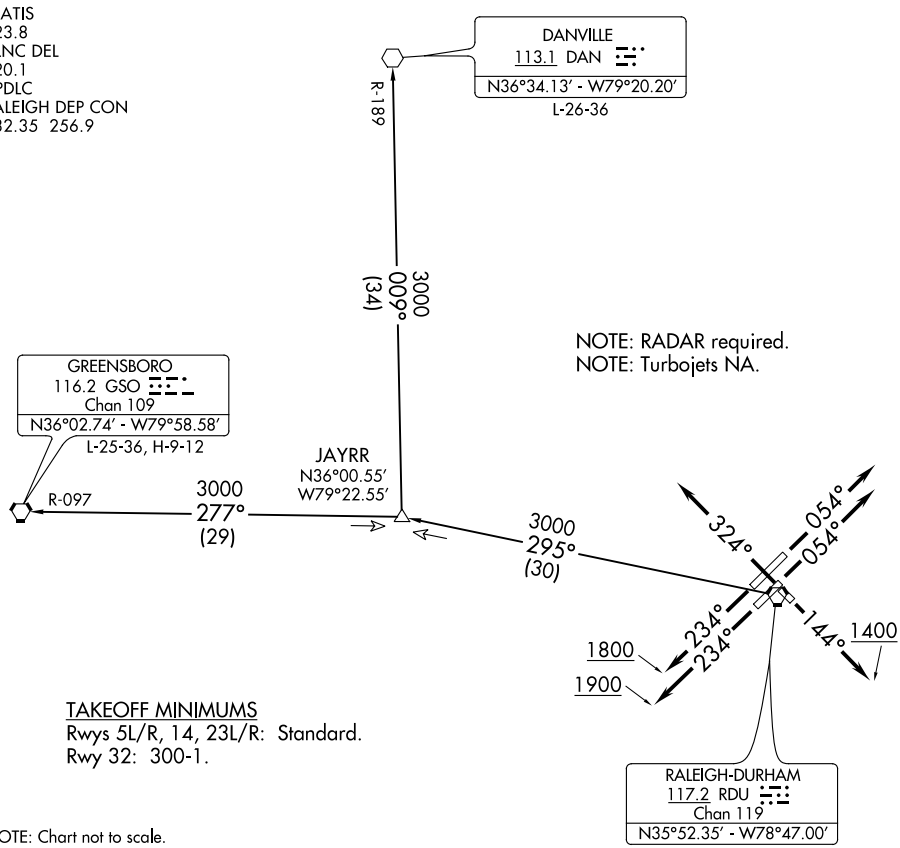 ATIS
23.8
NC DEL
20.1
PDLC
ALEIGH DEP CON
32.35 256.9
DANVILLE
113.1 DAN
N36°34.13′ - W79°20.20′
L-26-36
R-189
3000
009°
(34)
NOTE: RADAR required.
NOTE: Turbojets NA.
GREENSBORO
116.2 GSO
Chan 109
N36°02.74′ - W79°58.58′
L-25-36, H-9-12
R-097
3000
277°
(29)
JAYRR
N36°00.55′
W79°22.55′
3000
295°
(30)
324°
054°
054°
234°
234°
144°
1400
1800
1900
TAKEOFF MINIMUMS
Rwys 5L/R, 14, 23L/R: Standard.
Rwy 32: 300-1.
RALEIGH-DURHAM
117.2 RDU
Chan 119
N35°52.35′ - W78°47.00′
OTE: Chart not to scale.